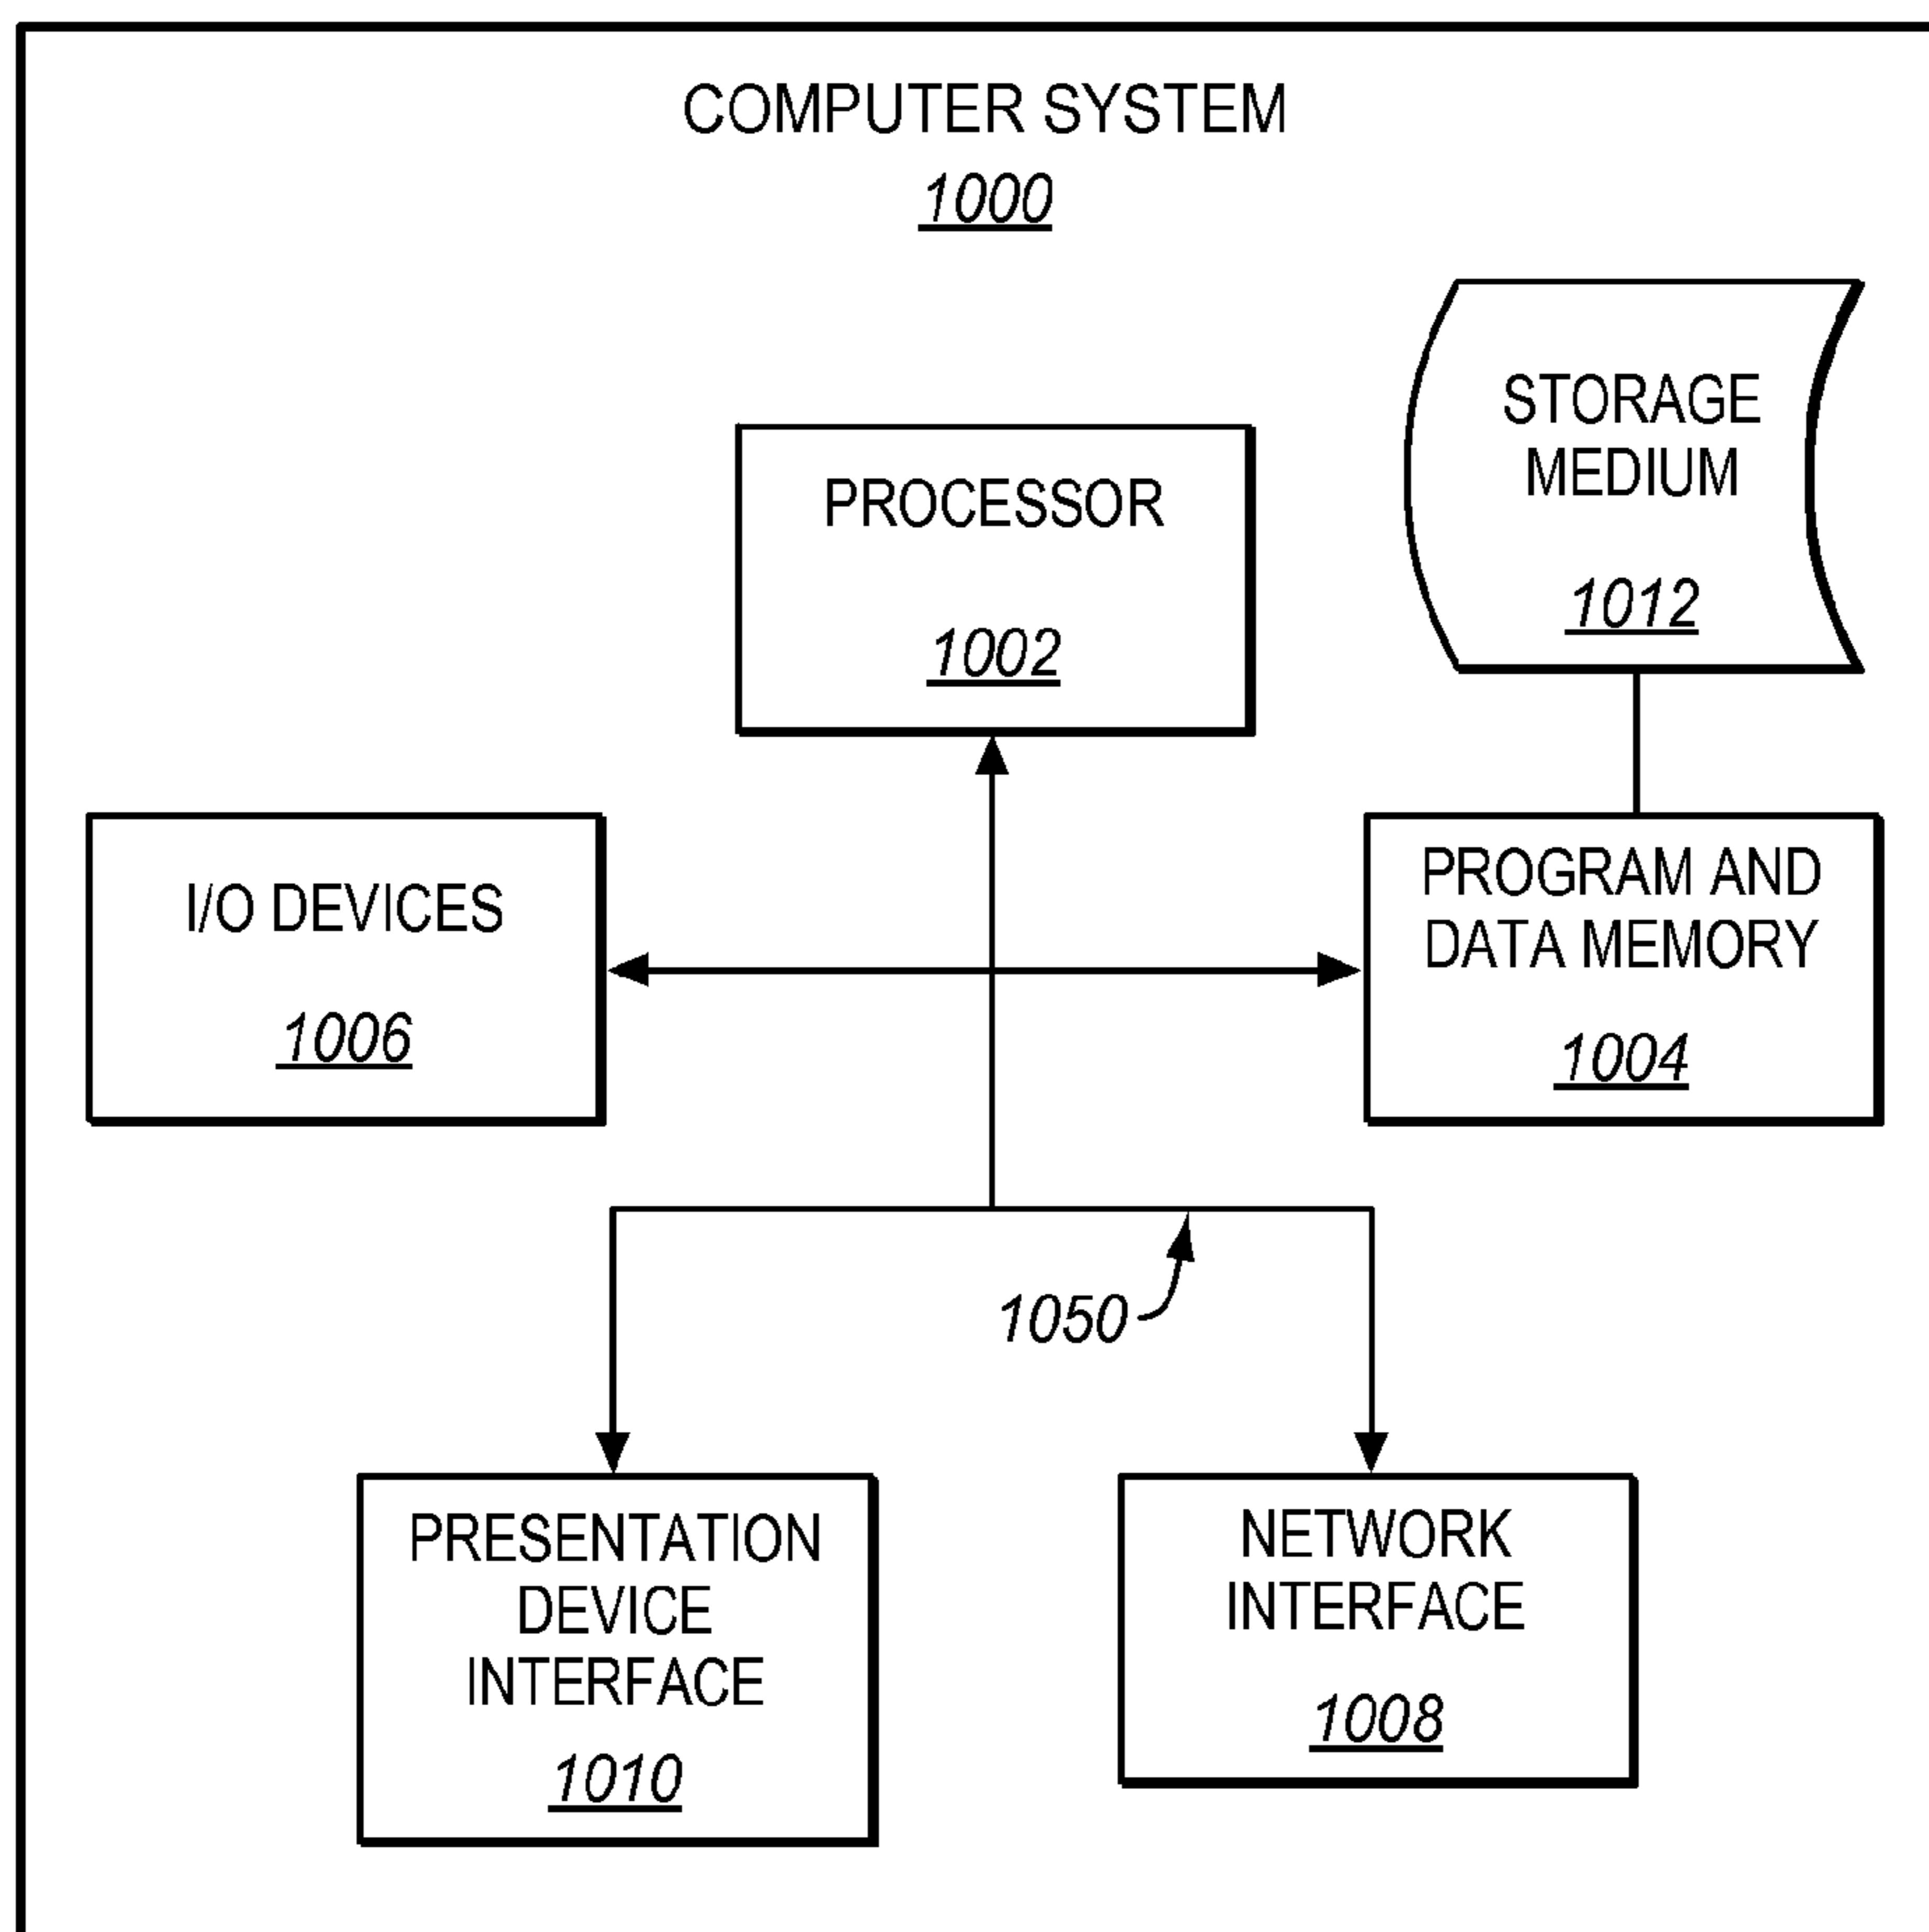 COMPUTER SYSTEM
1000
STORAGE
MEDIUM
1012
PROCESSOR
1002
I/O DEVICES
1006
PROGRAM AND
DATA MEMORY
1004
1050
PRESENTATION
DEVICE
INTERFACE
1010
NETWORK
INTERFACE
1008